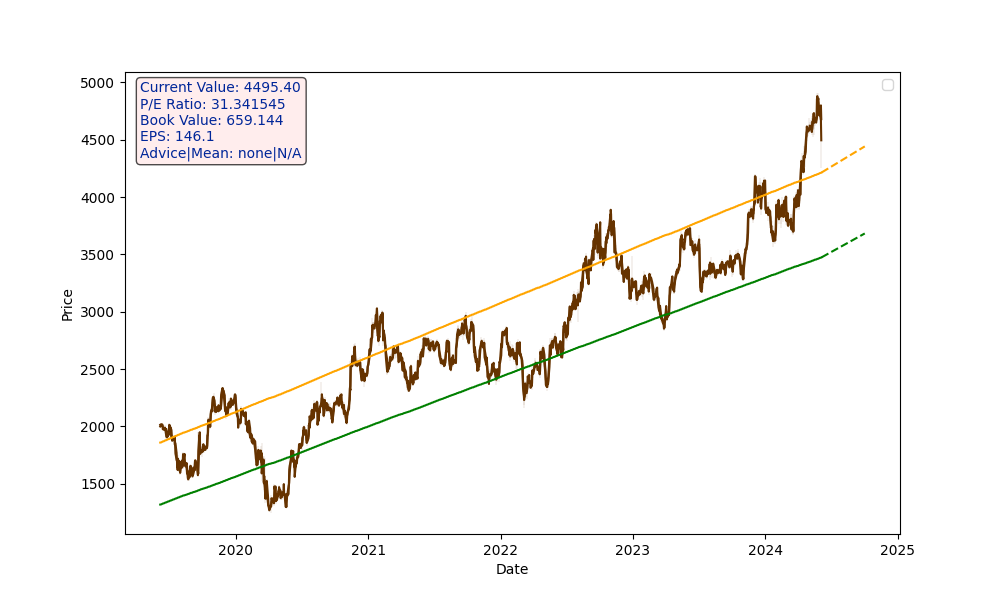 Current Value: 4495.40
P/E Ratio: 31.341545
Book Value: 659.144
EPS: 146.1
Advice|Mean: none|N/A
5000
4500
4000
3500
3000
2500
2000
1500
Price
2020
2021
2022
2023
2024
2025
Date